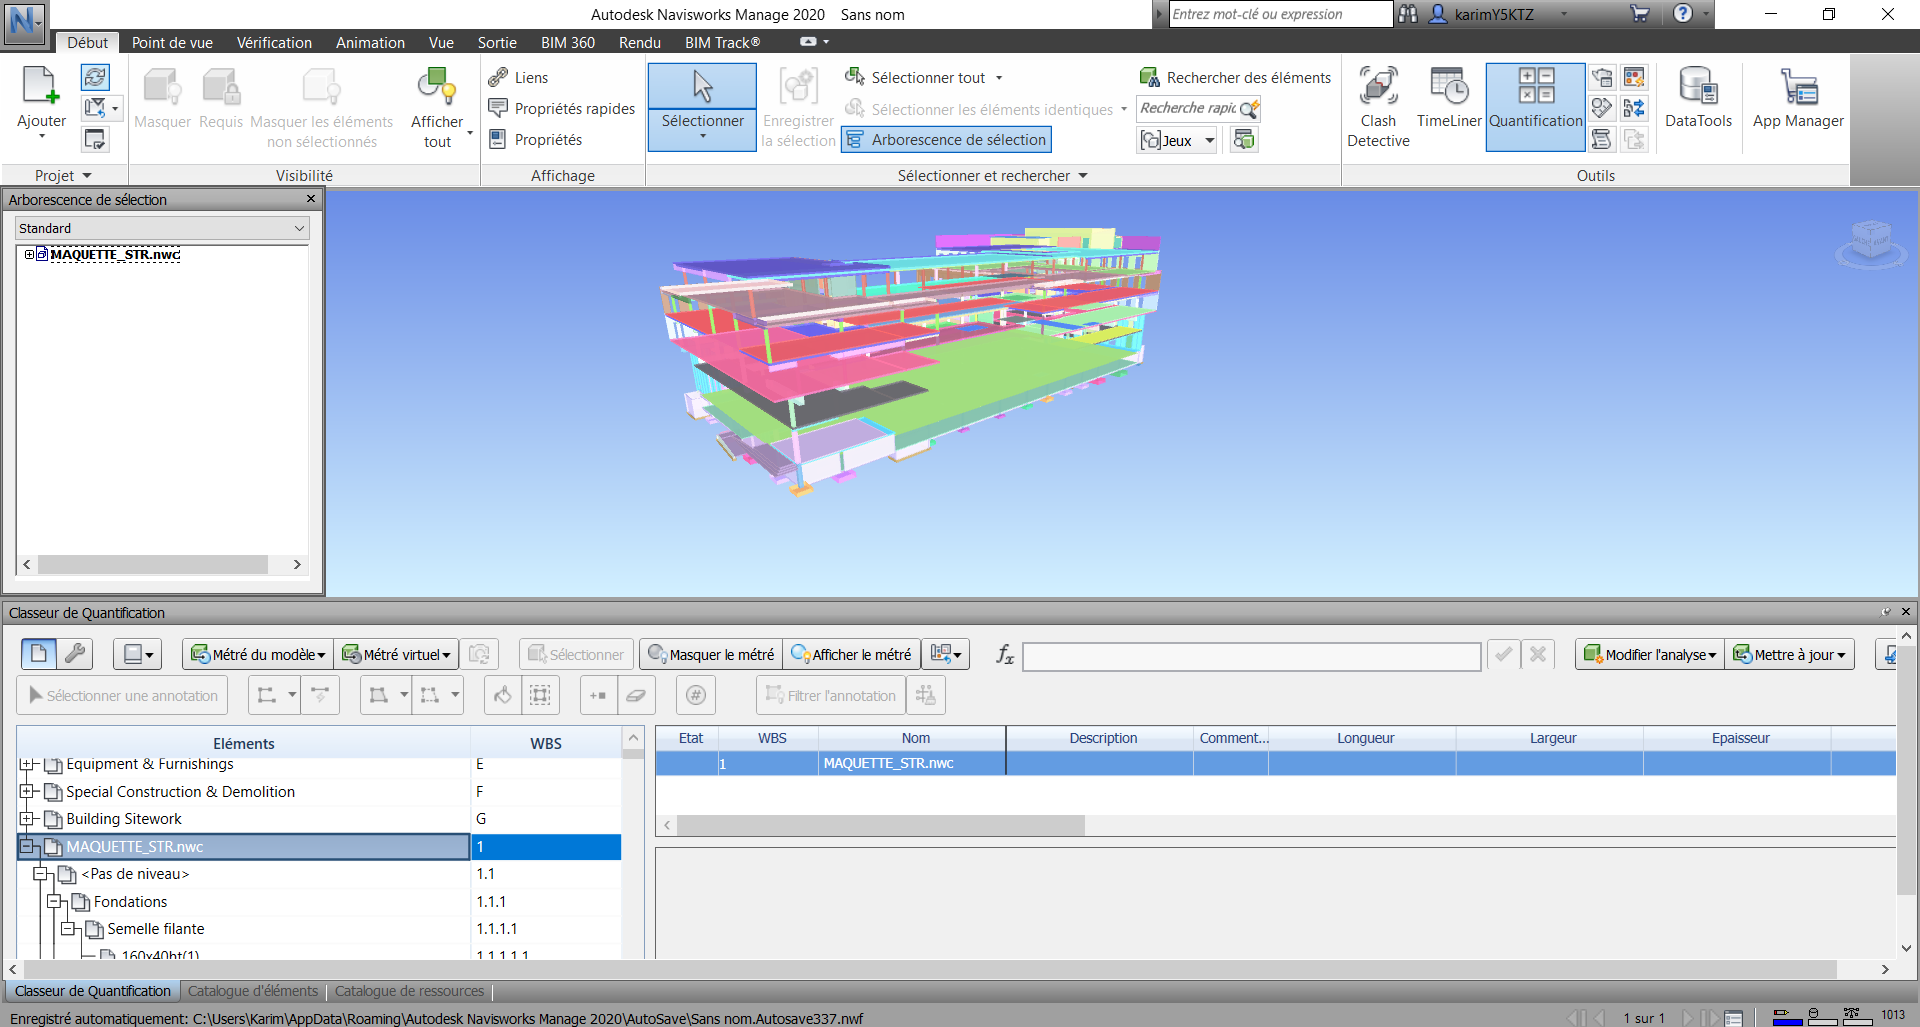 Autodesk Navisworks Manage 2020 Sans nom
Entrez mot-clé ou expression
karimY5KTZ
Début Point de vue Vérification Animation Vue Sortie BIM 360 Rendu BIM Track®
Ajouter
Projet
Masquer Requis Masquer les éléments non sélectionnés
Afficher tout
Visibilité
Liens
Propriétés rapides
Propriétés
Affichage
Sélectionner
Enregistrer la sélection
Sélectionner tout
Sélectionner les éléments identiques
Arborescence de sélection
Rechercher des éléments
Recherche rapic
Jeux
Sélectionner et rechercher
Clash Detective
TimeLiner
Quantification
DataTools
App Manager
Outils
Arborescence de sélection
Standard
MAQUETTE_STR.nwc
Classeur de Quantification
Métré du modèle Métré virtuel Sélectionner Masquer le métré Afficher le métré fx Modifier l'analyse Mettre à jour
Sélectionner une annotation # Filtrer l'annotation
Eléments WBS
Equipment & Furnishings E
Special Construction & Demolition F
Building Sitework G
MAQUETTE_STR.nwc 1
<Pas de niveau> 1.1
Fondations 1.1.1
Semelle filante 1.1.1.1
160x40ht(1) 1.1.1.1.1
Etat WBS Nom Description Comment... Longueur Largeur Epaisseur
1 MAQUETTE_STR.nwc
Classeur de Quantification Catalogue d'éléments Catalogue de ressources
Enregistré automatiquement: C:\Users\Karim\AppData\Roaming\Autodesk Navisworks Manage 2020\AutoSave\Sans nom.Autosave337.nwf
1 sur 1
1013